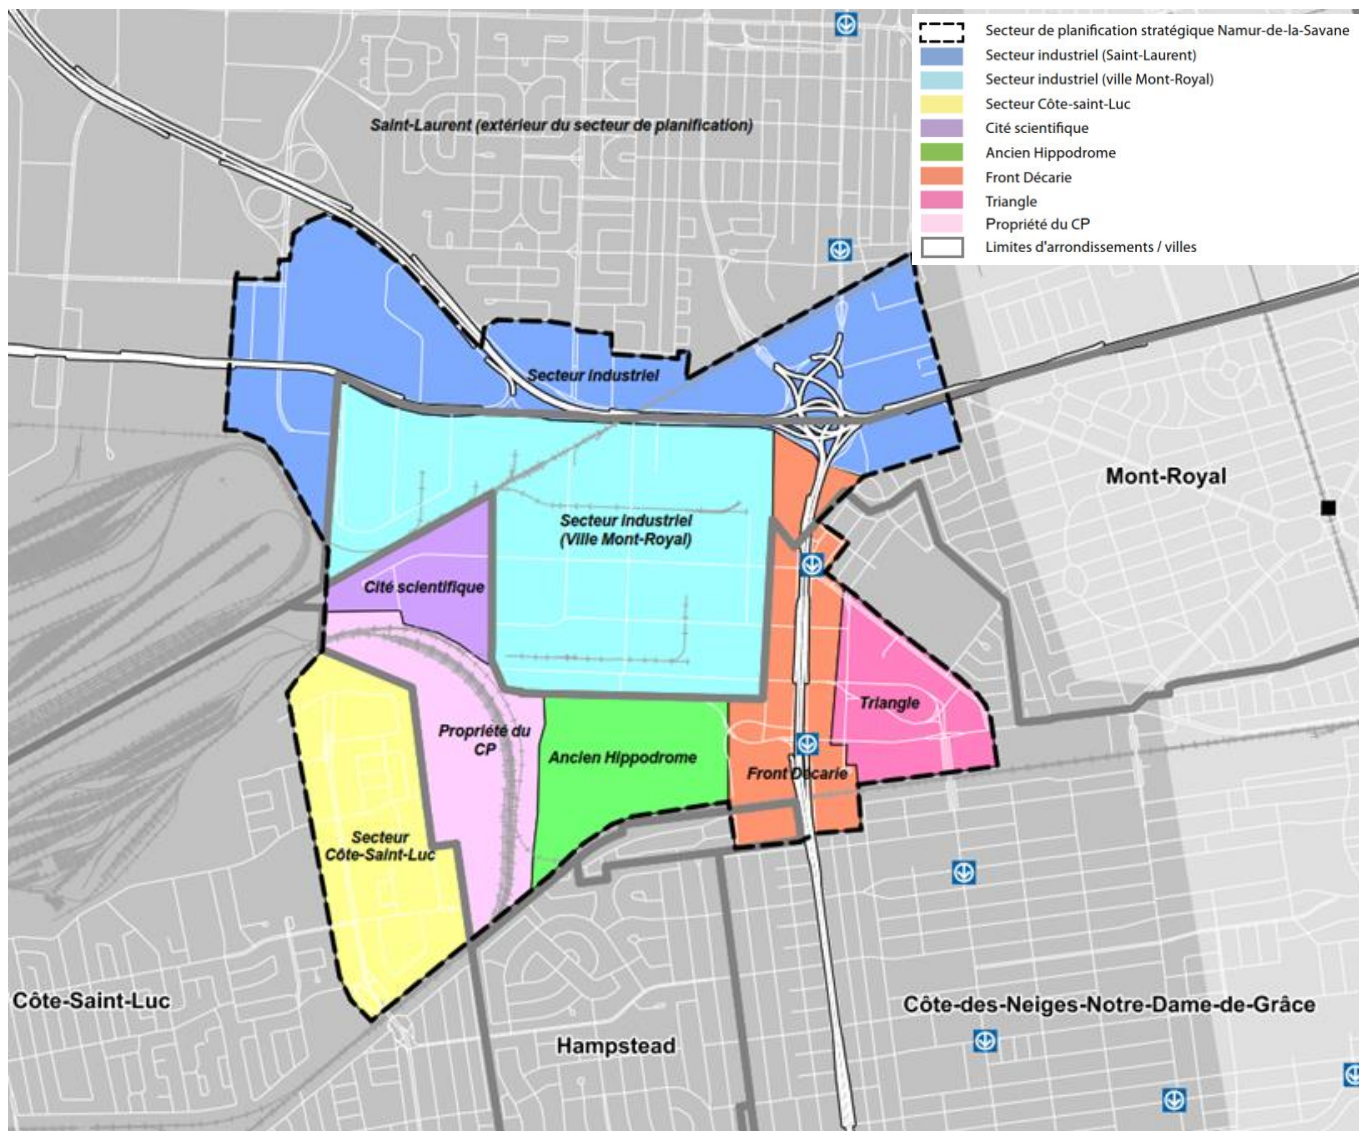 Secteur de planification stratégique Namur-de-la-Savane
Secteur industriel (Saint-Laurent)
Secteur industriel (ville Mont-Royal)
Secteur Côte-saint-Luc
Cité scientifique
Ancien Hippodrome
Front Décarie
Triangle
Propriété du CP
Limites d'arrondissements / villes
Saint-Laurent (extérieur du secteur de planification)
Secteur industriel
Mont-Royal
Secteur industriel
(Ville Mont-Royal)
Cité scientifique
Triangle
Propriété du
CP
Ancien Hippodrome
Front Décarie
Secteur
Côte-Saint-Luc
Côte-Saint-Luc
Côte-des-Neiges-Notre-Dame-de-Grâce
Hampstead